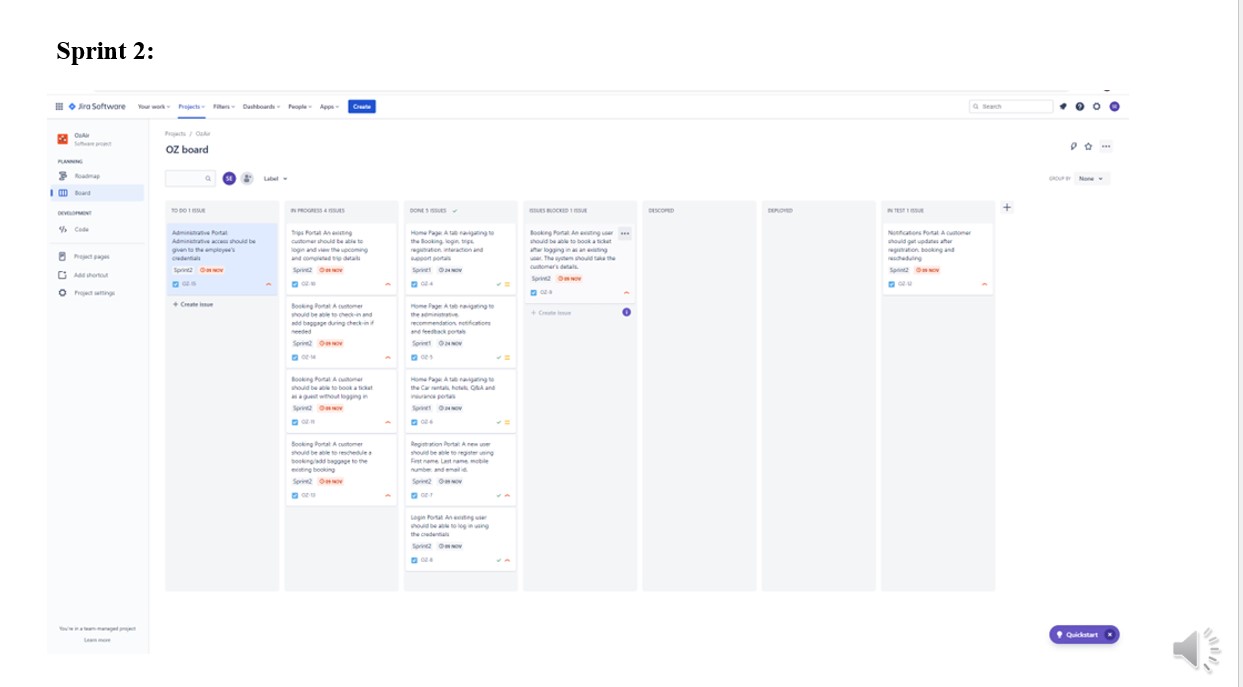 Sprint 2:
Jira Software Your work Projects Filters Dashboards People Apps Create Search
OzAir
Software project
PLANNING
Roadmap
Board
DEVELOPMENT
Code
Project pages
Add shortcut
Project settings
You're in a team-managed project
Learn more
Projects / OzAir
OZ board
SE Label
GROUP BY None
TO DO 1 ISSUE
Administrative Portal:
Administrative access should be
given to the employee's
credentials
Sprint2 09 NOV
OZ-15
+ Create issue
IN PROGRESS 4 ISSUES
Trips Portal: An existing
customer should be able to
login and view the upcoming
and completed trip details
Sprint2 09 NOV
OZ-16
Booking Portal: A customer
should be able to check-in and
add baggage during check-in if
needed
Sprint2 09 NOV
OZ-14
Booking Portal: A customer
should be able to book a ticket
as a guest without logging in
Sprint2 09 NOV
OZ-11
Booking Portal: A customer
should be able to reschedule a
booking/add baggage to the
existing booking
Sprint2 09 NOV
OZ-13
DONE 5 ISSUES
Home Page: A tab navigating to
the Booking, login, trips,
registration, interaction and
support portals
Sprint1 24 NOV
OZ-4
Home Page: A tab navigating to
the administrative,
recommendation, notifications
and feedback portals
Sprint1 24 NOV
OZ-5
Home Page: A tab navigating to
the Car rentals, hotels, Q&A and
insurance portals
Sprint1 24 NOV
OZ-6
Registration Portal: A new user
should be able to register using
First name, Last name, mobile
number, and email id.
Sprint2 09 NOV
OZ-7
Login Portal: An existing user
should be able to log in using
the credentials
Sprint2 09 NOV
OZ-8
ISSUES BLOCKED 1 ISSUE
Booking Portal: An existing user
should be able to book a ticket
after logging in as an existing
user. The system should take the
customer's details.
Sprint2 09 NOV
OZ-9
+ Create issue
DESCOPED
DEPLOYED
IN TEST 1 ISSUE
Notifications Portal: A customer
should get updates after
registration, booking and
rescheduling
Sprint2 09 NOV
OZ-12
Quickstart